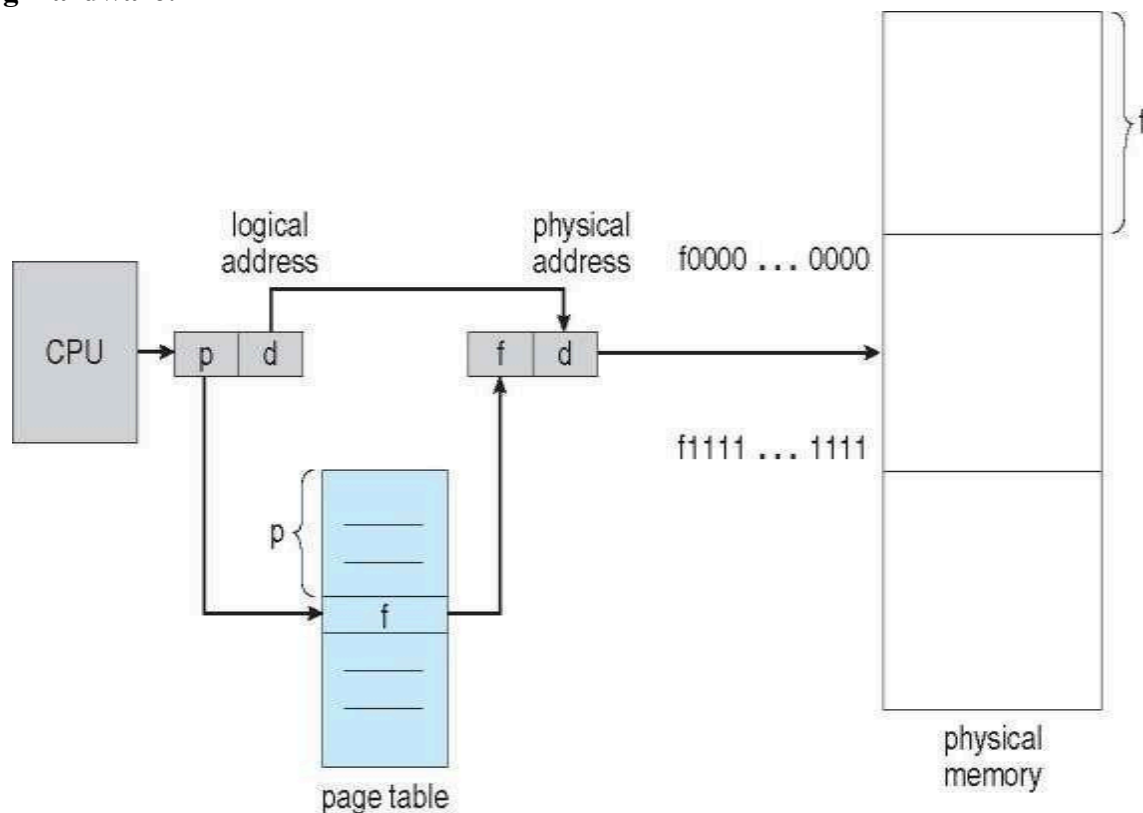 logical
address
physical
address
f0000 ... 0000
f
CPU
p
d
f
d
f1111 ... 1111
p
f
page table
physical
memory